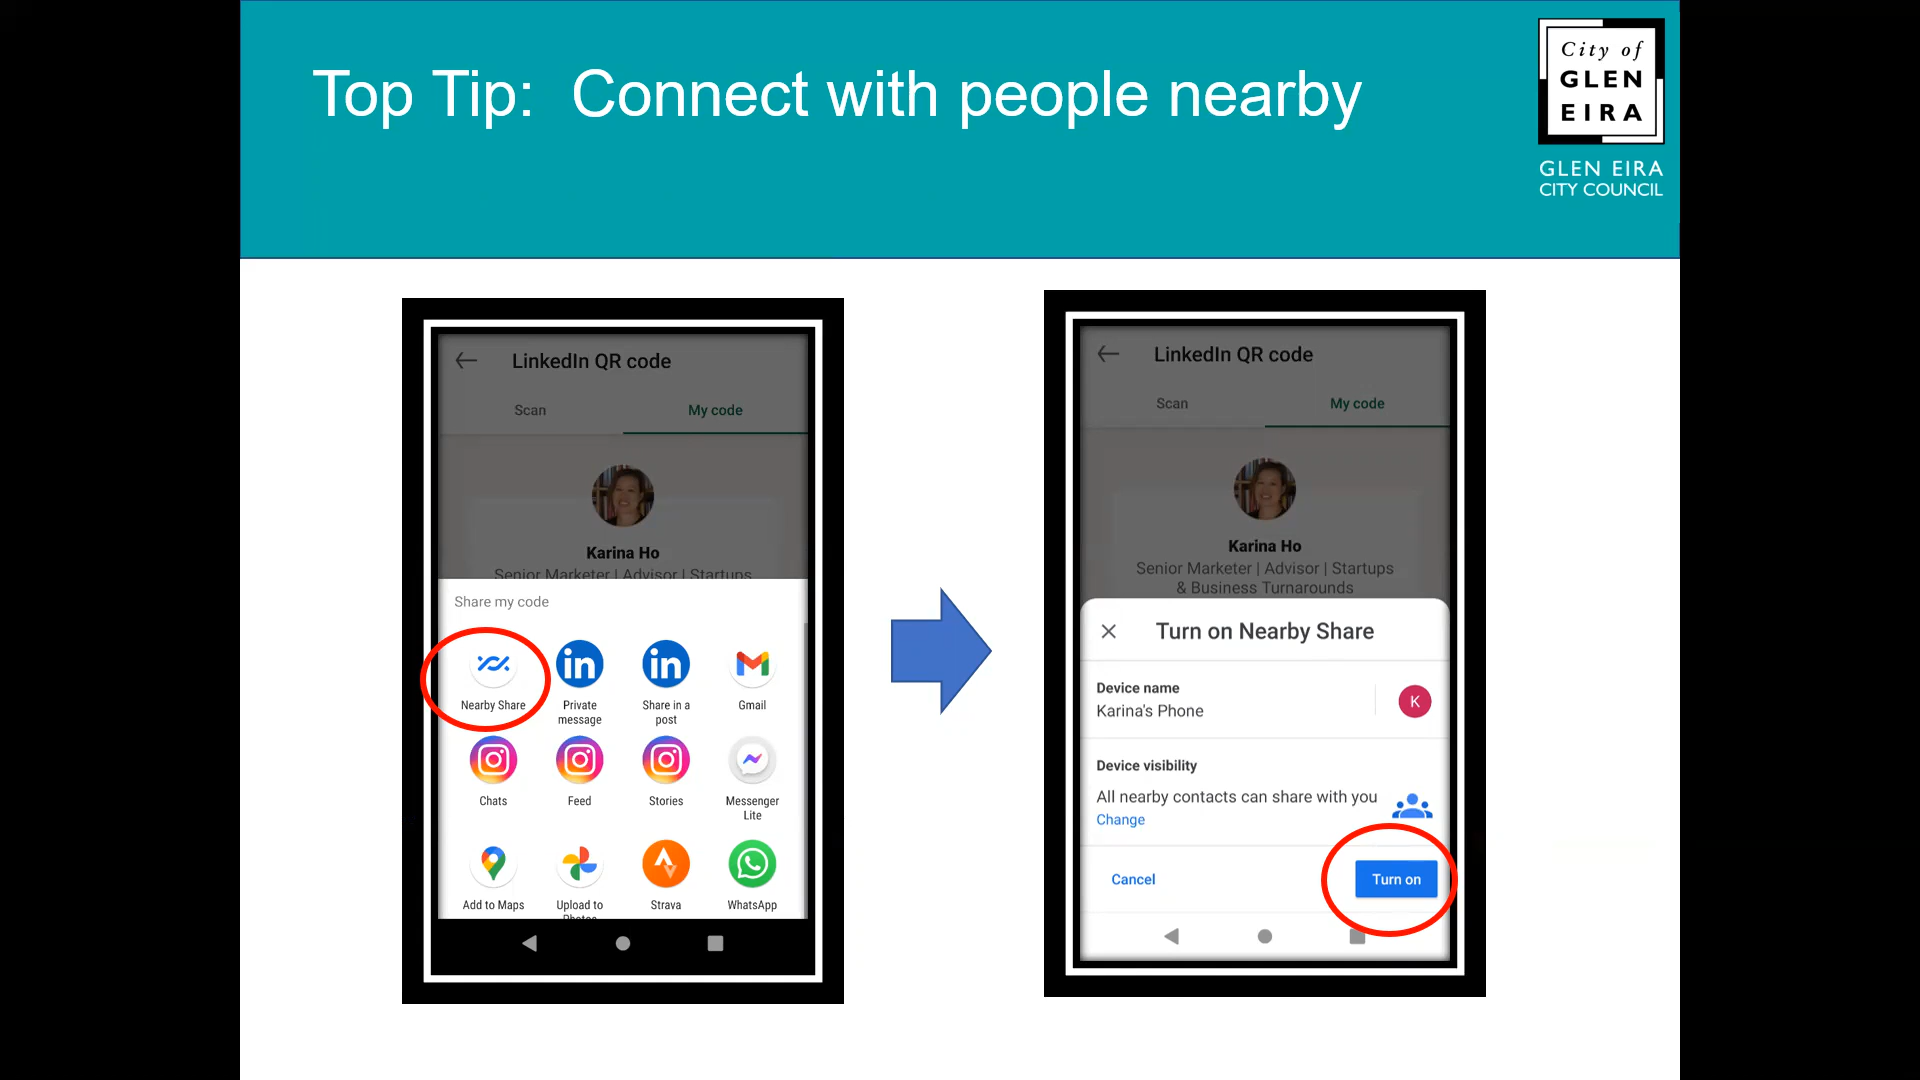 Top Tip:  Connect with people nearby
City of
GLEN
EIRA
GLEN EIRA
CITY COUNCIL
LinkedIn QR code
Scan
My code
Karina Ho
Senior Marketer | Advisor | Startups
Share my code
Nearby Share
Private
message
Share in a
post
Gmail
Chats
Feed
Stories
Messenger
Lite
Add to Maps
Upload to
Photos
Strava
WhatsApp
LinkedIn QR code
Scan
My code
Karina Ho
Senior Marketer | Advisor | Startups
& Business Turnarounds
Turn on Nearby Share
Device name
Karina's Phone
K
Device visibility
All nearby contacts can share with you
Change
Cancel
Turn on